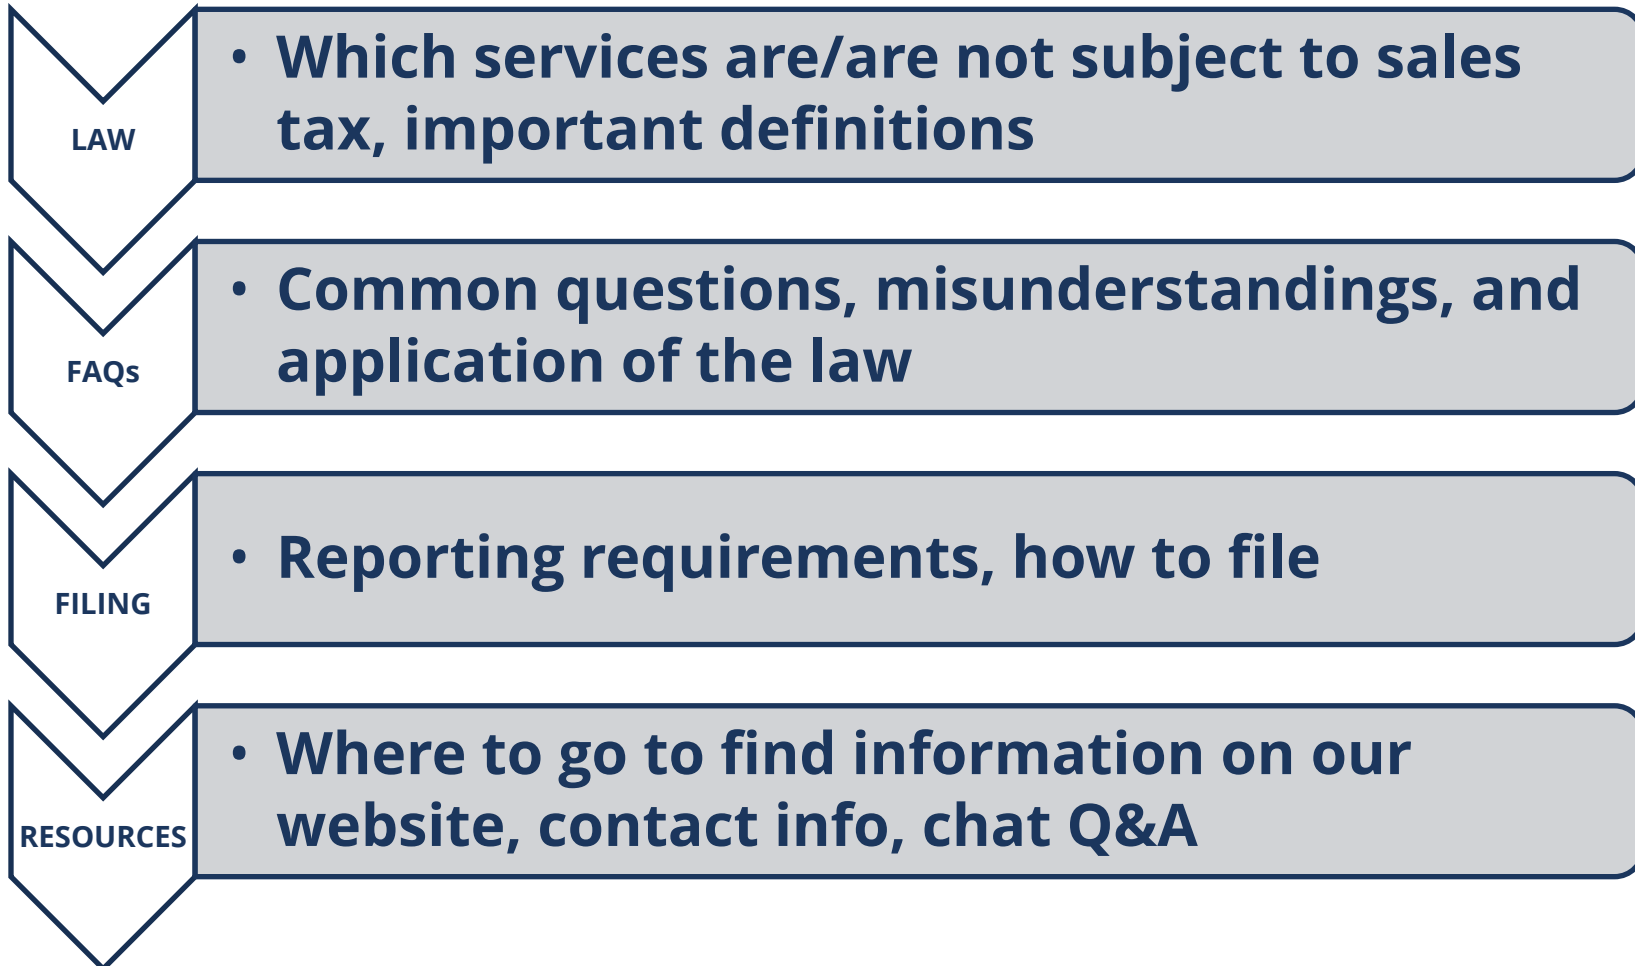 LAW
• Which services are/are not subject to sales
tax, important definitions
FAQs
• Common questions, misunderstandings, and
application of the law
FILING
• Reporting requirements, how to file
RESOURCES
• Where to go to find information on our
website, contact info, chat Q&A